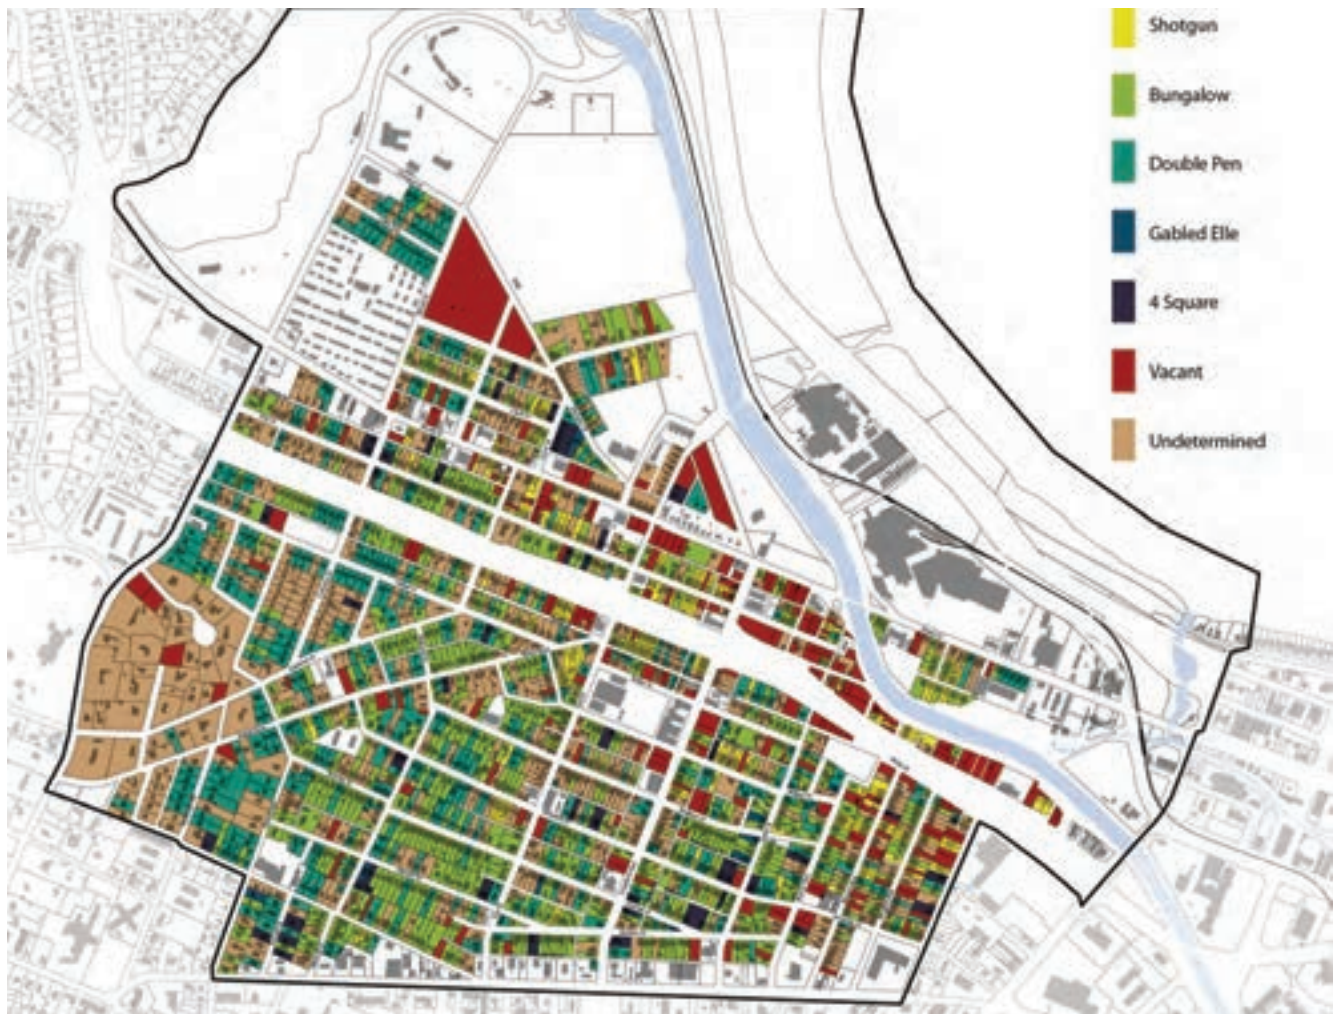 Shotgun
Bungalow
Double Pen
Gabled Elle
4 Square
Vacant
Undetermined